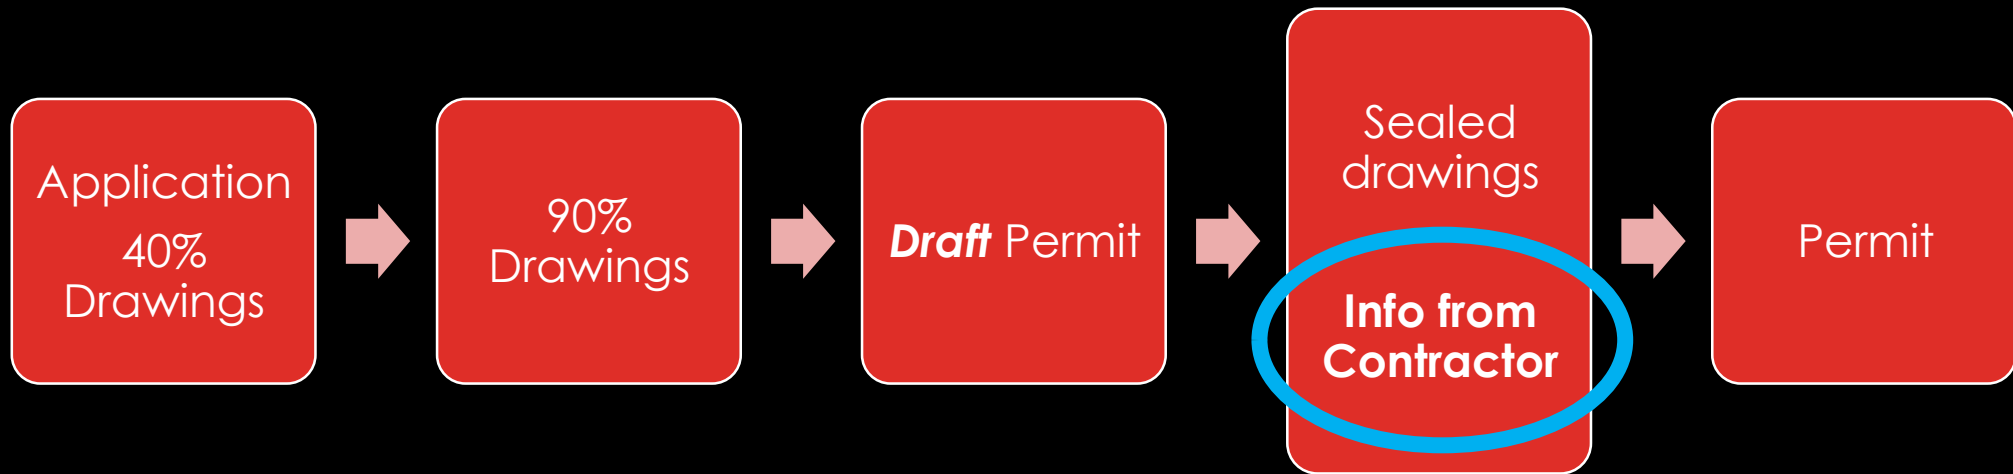 Application
40%
Drawings
90%
Drawings
Draft Permit
Sealed
drawings
Info from
Contractor
Permit